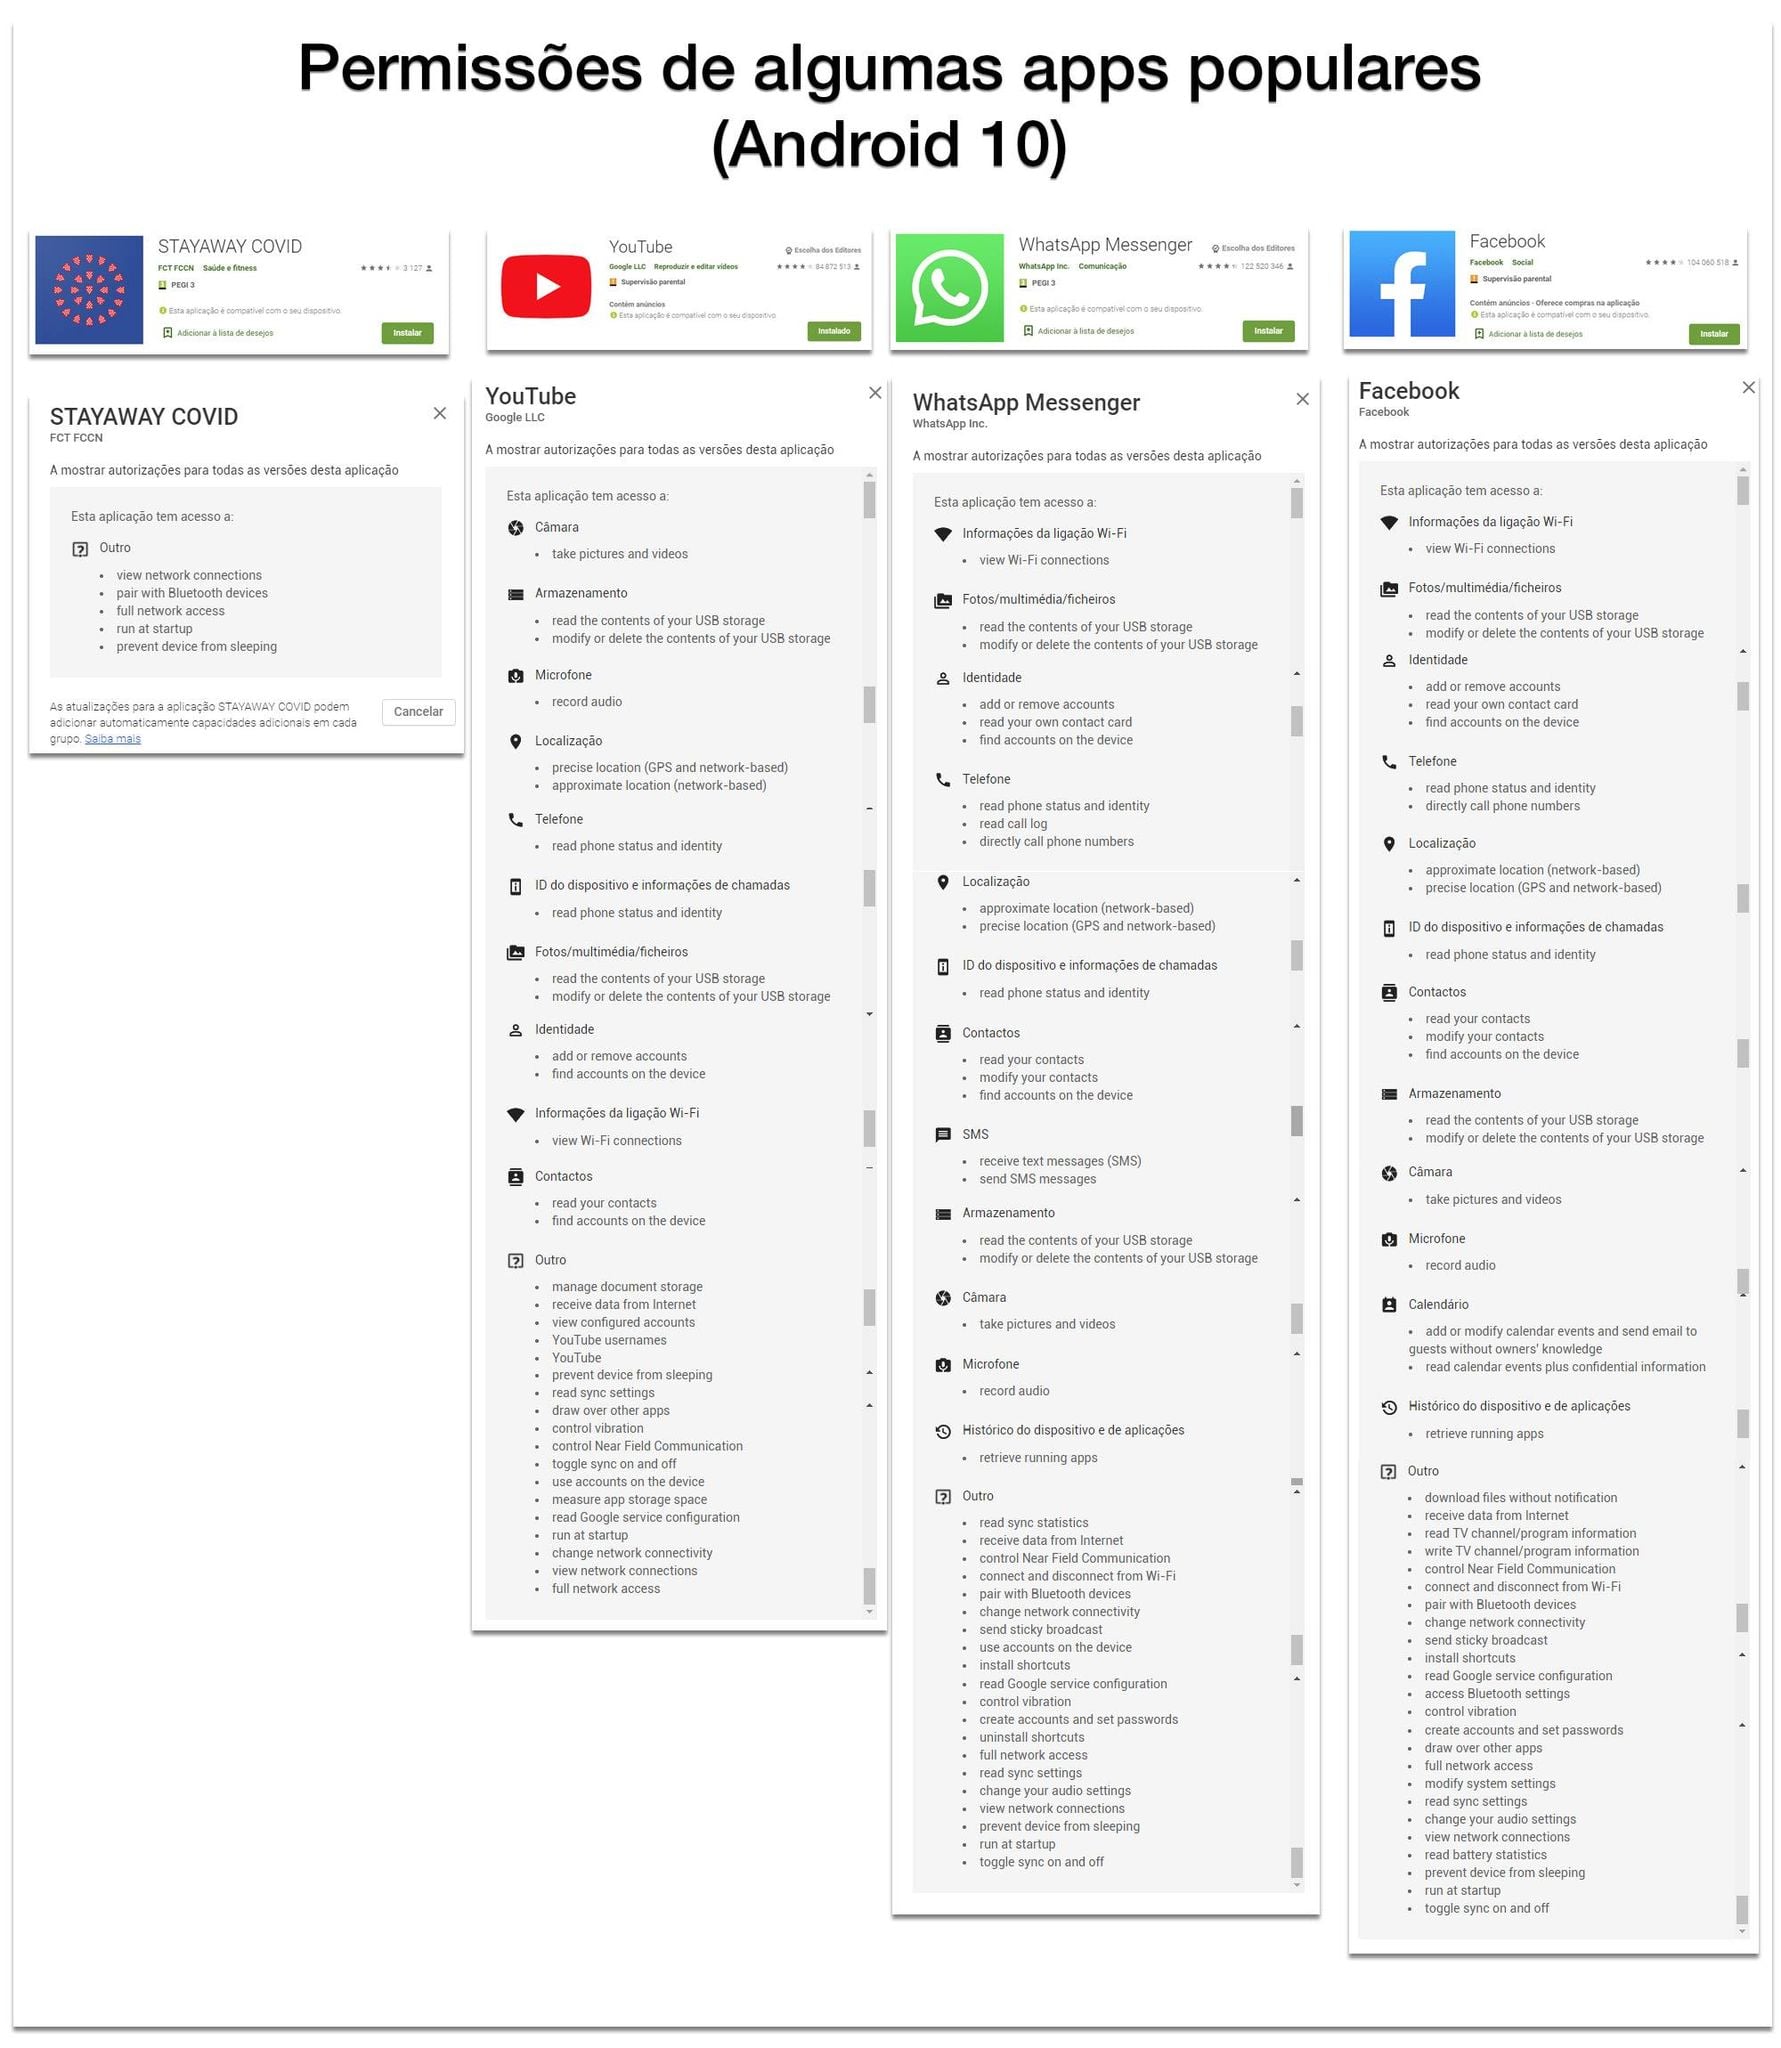 Permissões de algumas apps populares
(Android 10)
STAYAWAY COVID
FCT FCCN Saúde e fitness
3 127
PEGI 3
Esta aplicação é compatível com o seu dispositivo.
Adicionar à lista de desejos
Instalar
YouTube
Escolha dos Editores
Google LLC Reproduzir e editar vídeos
84 872 513
Supervisão parental
Contém anúncios
Esta aplicação é compatível com o seu dispositivo.
Instalado
WhatsApp Messenger
Escolha dos Editores
WhatsApp Inc. Comunicação
122 520 346
PEGI 3
Esta aplicação é compatível com o seu dispositivo.
Adicionar à lista de desejos
Instalar
Facebook
Facebook Social
104 060 518
Supervisão parental
Contém anúncios · Oferece compras na aplicação
Esta aplicação é compatível com o seu dispositivo.
Adicionar à lista de desejos
Instalar
STAYAWAY COVID
FCT FCCN
A mostrar autorizações para todas as versões desta aplicação
Esta aplicação tem acesso a:
Outro
• view network connections
• pair with Bluetooth devices
• full network access
• run at startup
• prevent device from sleeping
As atualizações para a aplicação STAYAWAY COVID podem
adicionar automaticamente capacidades adicionais em cada
grupo. Saiba mais
Cancelar
YouTube
Google LLC
A mostrar autorizações para todas as versões desta aplicação
Esta aplicação tem acesso a:
Câmara
• take pictures and videos
Armazenamento
• read the contents of your USB storage
• modify or delete the contents of your USB storage
Microfone
• record audio
Localização
• precise location (GPS and network-based)
• approximate location (network-based)
Telefone
• read phone status and identity
ID do dispositivo e informações de chamadas
• read phone status and identity
Fotos/multimédia/ficheiros
• read the contents of your USB storage
• modify or delete the contents of your USB storage
Identidade
• add or remove accounts
• find accounts on the device
Informações da ligação Wi-Fi
• view Wi-Fi connections
Contactos
• read your contacts
• find accounts on the device
Outro
• manage document storage
• receive data from Internet
• view configured accounts
• YouTube usernames
• YouTube
• prevent device from sleeping
• read sync settings
• draw over other apps
• control vibration
• control Near Field Communication
• toggle sync on and off
• use accounts on the device
• measure app storage space
• read Google service configuration
• run at startup
• change network connectivity
• view network connections
• full network access
WhatsApp Messenger
WhatsApp Inc.
A mostrar autorizações para todas as versões desta aplicação
Esta aplicação tem acesso a:
Informações da ligação Wi-Fi
• view Wi-Fi connections
Fotos/multimédia/ficheiros
• read the contents of your USB storage
• modify or delete the contents of your USB storage
Identidade
• add or remove accounts
• read your own contact card
• find accounts on the device
Telefone
• read phone status and identity
• read call log
• directly call phone numbers
Localização
• approximate location (network-based)
• precise location (GPS and network-based)
ID do dispositivo e informações de chamadas
• read phone status and identity
Contactos
• read your contacts
• modify your contacts
• find accounts on the device
SMS
• receive text messages (SMS)
• send SMS messages
Armazenamento
• read the contents of your USB storage
• modify or delete the contents of your USB storage
Câmara
• take pictures and videos
Microfone
• record audio
Histórico do dispositivo e de aplicações
• retrieve running apps
Outro
• read sync statistics
• receive data from Internet
• control Near Field Communication
• connect and disconnect from Wi-Fi
• pair with Bluetooth devices
• change network connectivity
• send sticky broadcast
• use accounts on the device
• install shortcuts
• read Google service configuration
• control vibration
• create accounts and set passwords
• uninstall shortcuts
• full network access
• read sync settings
• change your audio settings
• view network connections
• prevent device from sleeping
• run at startup
• toggle sync on and off
Facebook
Facebook
A mostrar autorizações para todas as versões desta aplicação
Esta aplicação tem acesso a:
Informações da ligação Wi-Fi
• view Wi-Fi connections
Fotos/multimédia/ficheiros
• read the contents of your USB storage
• modify or delete the contents of your USB storage
Identidade
• add or remove accounts
• read your own contact card
• find accounts on the device
Telefone
• read phone status and identity
• directly call phone numbers
Localização
• approximate location (network-based)
• precise location (GPS and network-based)
ID do dispositivo e informações de chamadas
• read phone status and identity
Contactos
• read your contacts
• modify your contacts
• find accounts on the device
Armazenamento
• read the contents of your USB storage
• modify or delete the contents of your USB storage
Câmara
• take pictures and videos
Microfone
• record audio
Calendário
• add or modify calendar events and send email to
guests without owners' knowledge
• read calendar events plus confidential information
Histórico do dispositivo e de aplicações
• retrieve running apps
Outro
• download files without notification
• receive data from Internet
• read TV channel/program information
• write TV channel/program information
• control Near Field Communication
• connect and disconnect from Wi-Fi
• pair with Bluetooth devices
• change network connectivity
• send sticky broadcast
• install shortcuts
• read Google service configuration
• access Bluetooth settings
• control vibration
• create accounts and set passwords
• draw over other apps
• full network access
• modify system settings
• read sync settings
• change your audio settings
• view network connections
• read battery statistics
• prevent device from sleeping
• run at startup
• toggle sync on and off